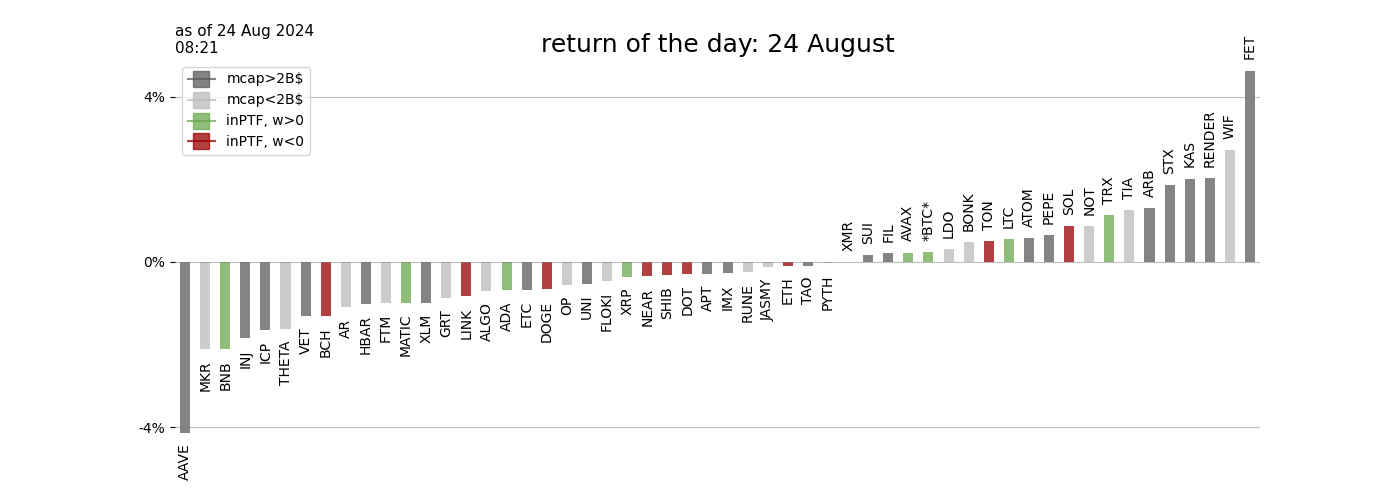 as of 24 Aug 2024
08:21
return of the day: 24 August
mcap>2B$
mcap<2B$
inPTF, w>0
inPTF, w<0
4%
0%
-4%
AAVE
MKR
BNB
INJ
ICP
THETA
VET
BCH
AR
HBAR
FTM
MATIC
XLM
GRT
LINK
ALGO
ADA
ETC
DOGE
OP
UNI
FLOKI
XRP
NEAR
SHIB
DOT
APT
IMX
RUNE
JASMY
ETH
TAO
PYTH
XMR
SUI
FIL
AVAX
*BTC*
LDO
BONK
TON
LTC
ATOM
PEPE
SOL
NOT
TRX
TIA
ARB
STX
KAS
RENDER
WIF
FET